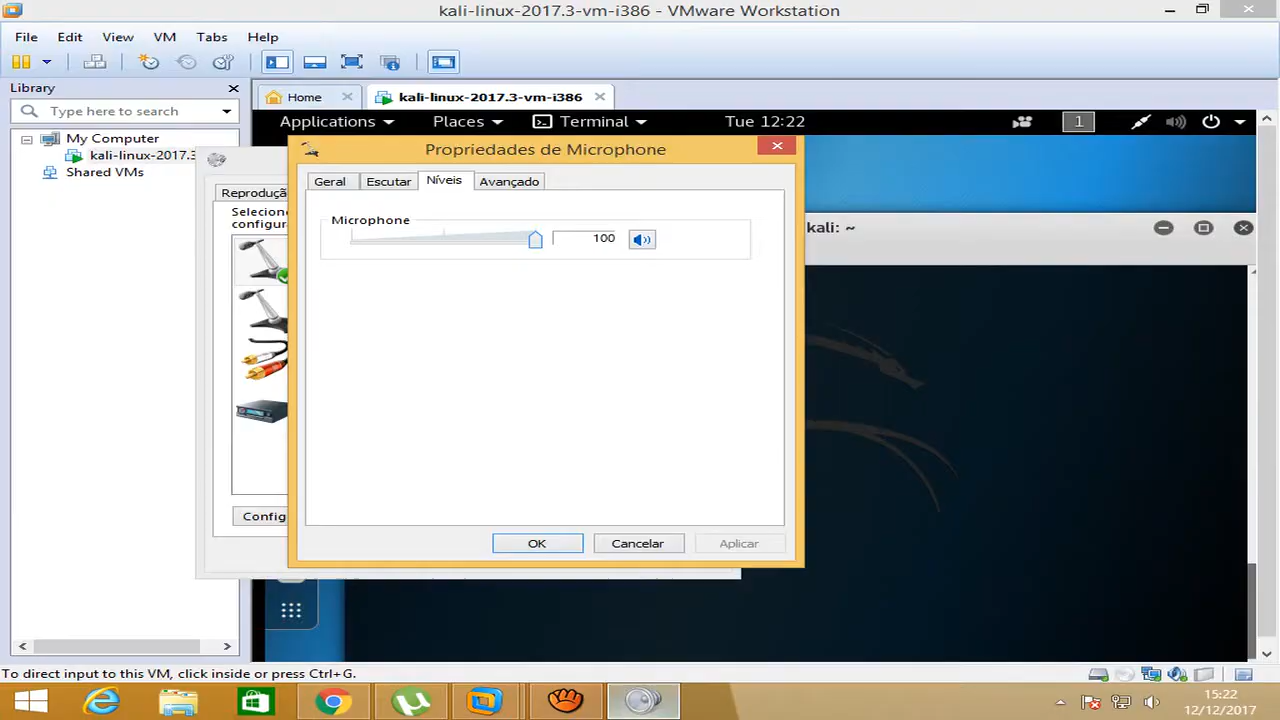 kali-linux-2017.3-vm-i386 - VMware Workstation
File Edit View VM Tabs Help
Library
Type here to search
My Computer
kali-linux-2017.3
Shared VMs
Home
kali-linux-2017.3-vm-i386
Applications Places Terminal Tue 12:22 1
Propriedades de Microphone
Geral Escutar Níveis Avançado
Microphone
100
OK Cancelar Aplicar
Reprodução
Selecione
configura
Config
kali: ~
To direct input to this VM, click inside or press Ctrl+G.
15:22
12/12/2017